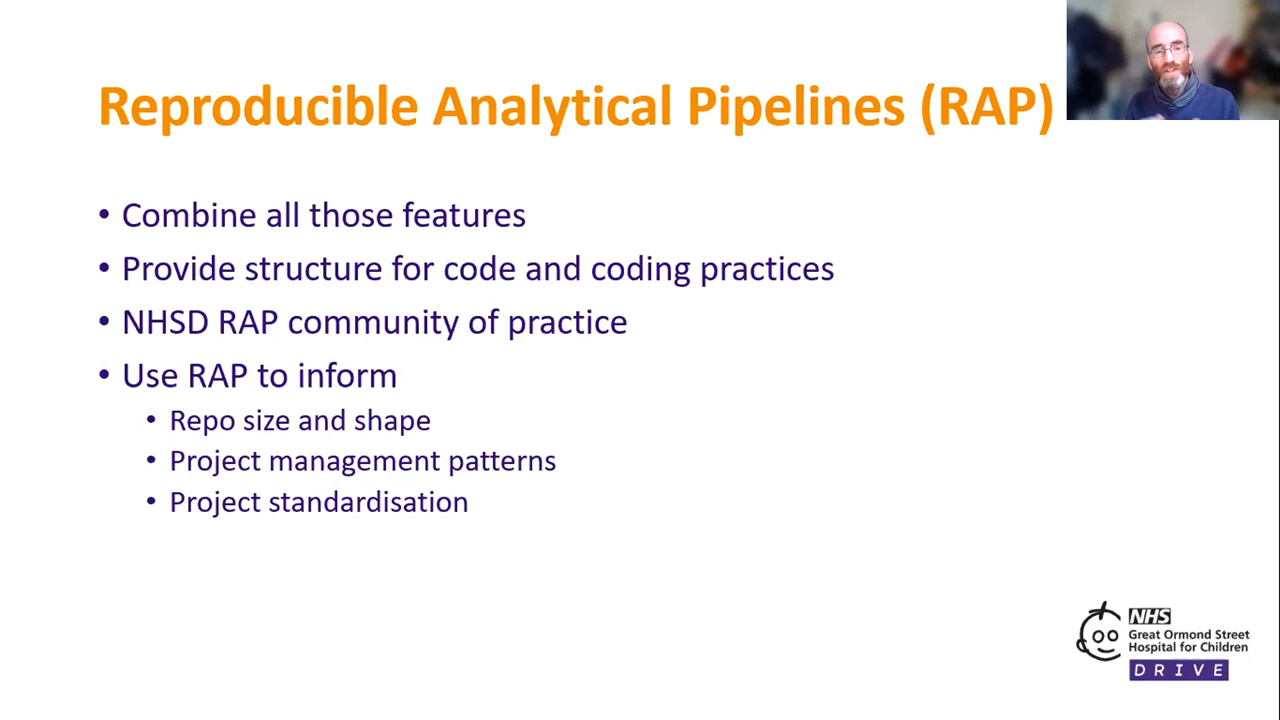 Reproducible Analytical Pipelines (RAP)
• Combine all those features
• Provide structure for code and coding practices
• NHSD RAP community of practice
• Use RAP to inform
• Repo size and shape
• Project management patterns
• Project standardisation
NHS
Great Ormond Street
Hospital for Children
DRIVE